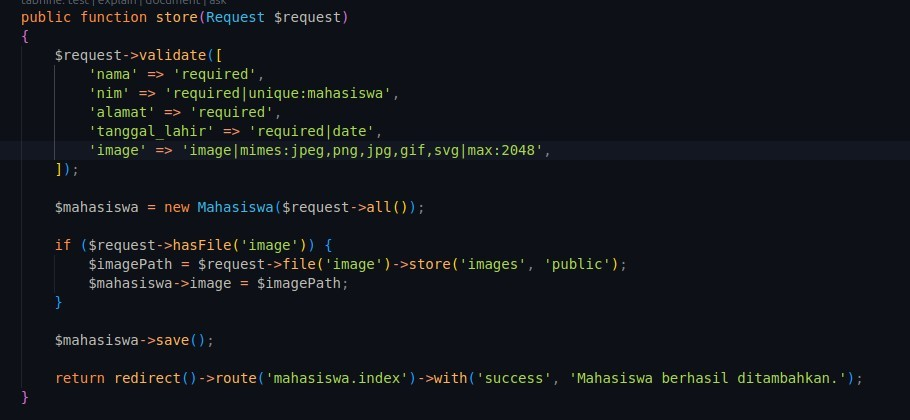 tabnine: test | explain | document | ask
public function store(Request $request)
{
    $request->validate([
        'nama' => 'required',
        'nim' => 'required|unique:mahasiswa',
        'alamat' => 'required',
        'tanggal_lahir' => 'required|date',
        'image' => 'image|mimes:jpeg,png,jpg,gif,svg|max:2048',
    ]);

    $mahasiswa = new Mahasiswa($request->all());

    if ($request->hasFile('image')) {
        $imagePath = $request->file('image')->store('images', 'public');
        $mahasiswa->image = $imagePath;
    }

    $mahasiswa->save();

    return redirect()->route('mahasiswa.index')->with('success', 'Mahasiswa berhasil ditambahkan.');
}